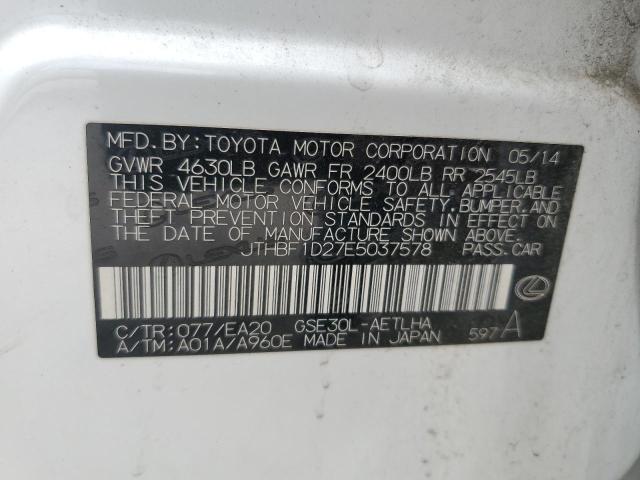 MFD. BY: TOYOTA MOTOR CORPORATION 05/14
GVWR 4630LB GAWR FR 2400LB RR 2545LB
THIS VEHICLE CONFORMS TO ALL APPLICABLE
FEDERAL MOTOR VEHICLE SAFETY, BUMPER, AND
THEFT PREVENTION STANDARDS IN EFFECT ON
THE DATE OF MANUFACTURE SHOWN ABOVE.
JTHBF1D27E5037578 PASS. CAR
C/TR: 077/EA20 GSE30L-AETLHA
A/TM: A01A/A960E MADE IN JAPAN 597 A